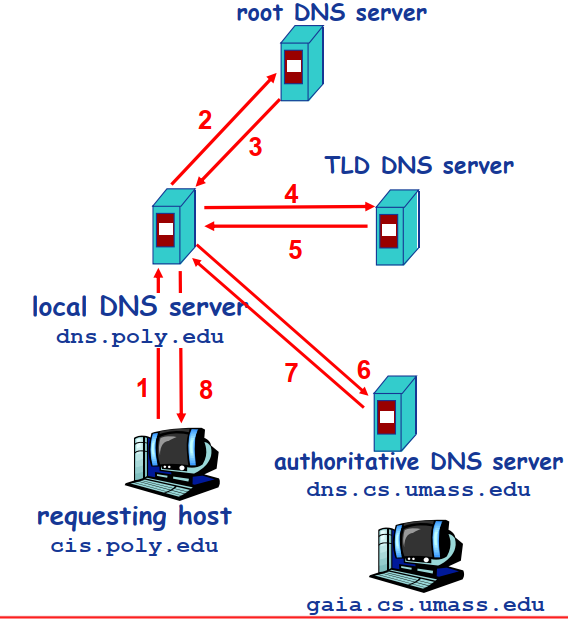 root DNS server
2
3
TLD DNS server
4
5
local DNS server
dns.poly.edu
1
8
7
6
authoritative DNS server
dns.cs.umass.edu
requesting host
cis.poly.edu
gaia.cs.umass.edu